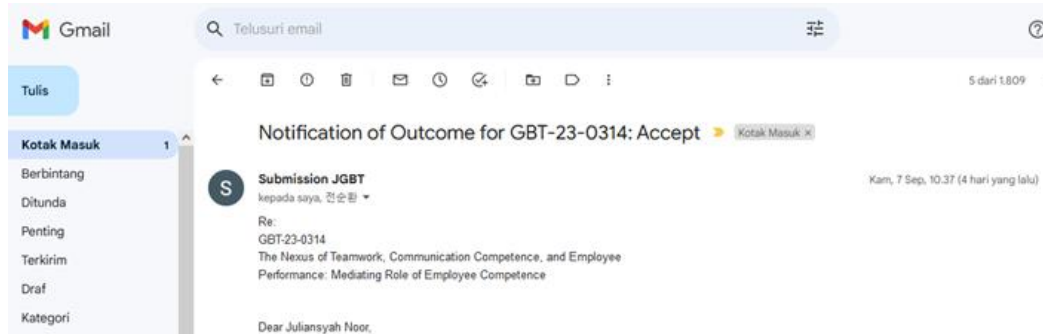 Gmail
Telusuri email
Tulis
5 dari 1.809
Notification of Outcome for GBT-23-0314: Accept Kotak Masuk ×
Kotak Masuk 1
Berbintang
Ditunda
Penting
Terkirim
Draf
Kategori
S
Submission JGBT Kam, 7 Sep, 10.37 (4 hari yang lalu)
kepada saya, 전순환
Re:
GBT-23-0314
The Nexus of Teamwork, Communication Competence, and Employee
Performance: Mediating Role of Employee Competence
Dear Juliansyah Noor,